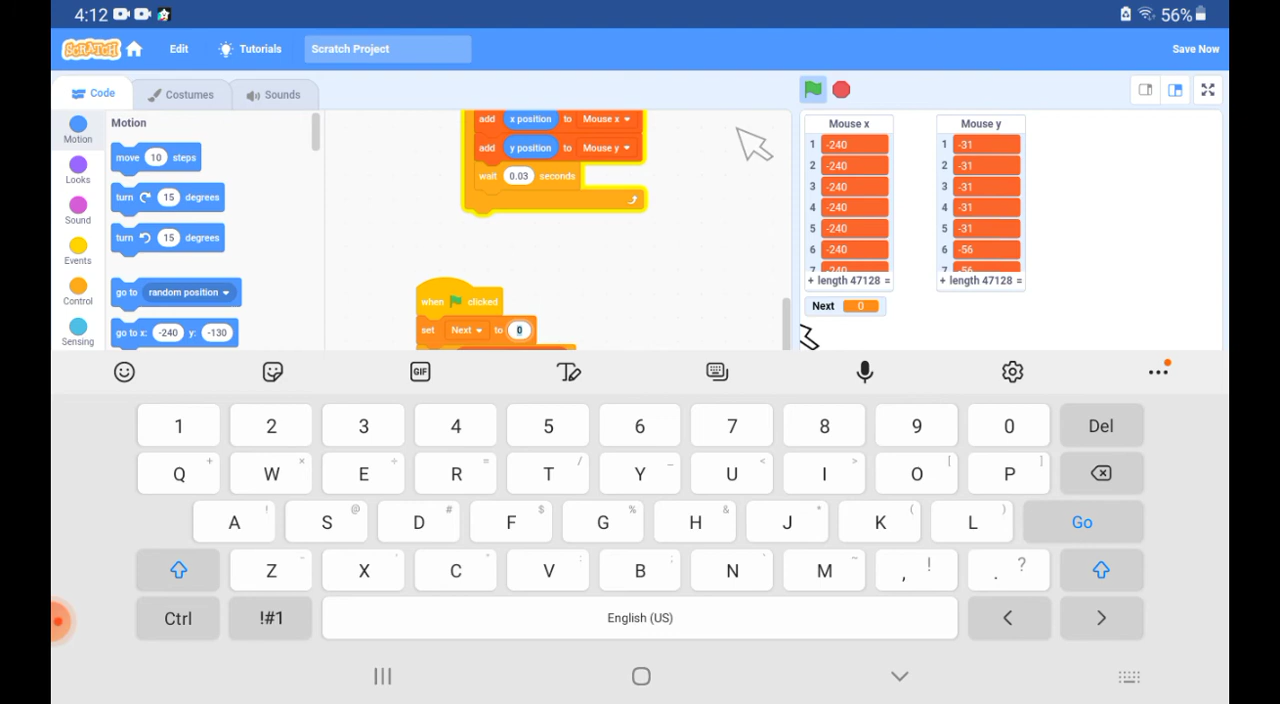 4:12
56%
SCRATCH
Edit
Tutorials
Scratch Project
Save Now
Code
Costumes
Sounds
Motion
Looks
Sound
Events
Control
Sensing
Motion
move 10 steps
turn 15 degrees
turn 15 degrees
go to random position
go to x: -240 y: -130
add x position to Mouse x
add y position to Mouse y
wait 0.03 seconds
when clicked
set Next to 0
Mouse x
1 -240
2 -240
3 -240
4 -240
5 -240
6 -240
7 -240
+ length 47128 =
Mouse y
1 -31
2 -31
3 -31
4 -31
5 -31
6 -56
7 -56
+ length 47128 =
Next 0
GIF
1 2 3 4 5 6 7 8 9 0 Del
Q + W × E ÷ R = T / Y _ U < I > O [ P ]
A ! S @ D # F $ G % H & J * K ( L ) Go
Z - X ' C " V : B ; N , M ~ , ! . ?
Ctrl !#1 English (US) < >